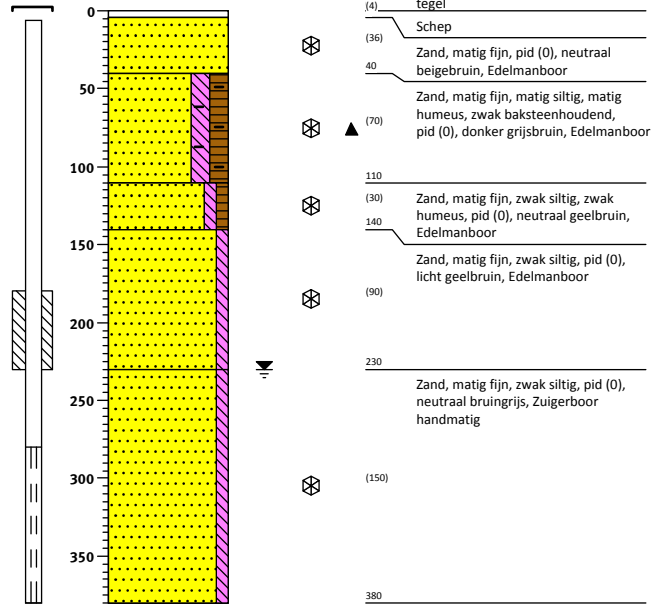 0
50
100
150
200
250
300
350
(4)
tegel
Schep
(36)
Zand, matig fijn, pid (0), neutraal
beigebruin, Edelmanboor
40
Zand, matig fijn, matig siltig, matig
humeus, zwak baksteenhoudend,
(70)
pid (0), donker grijsbruin, Edelmanboor
110
(30)
Zand, matig fijn, zwak siltig, zwak
humeus, pid (0), neutraal geelbruin,
Edelmanboor
140
Zand, matig fijn, zwak siltig, pid (0),
licht geelbruin, Edelmanboor
(90)
230
Zand, matig fijn, zwak siltig, pid (0),
neutraal bruingrijs, Zuigerboor
handmatig
(150)
380